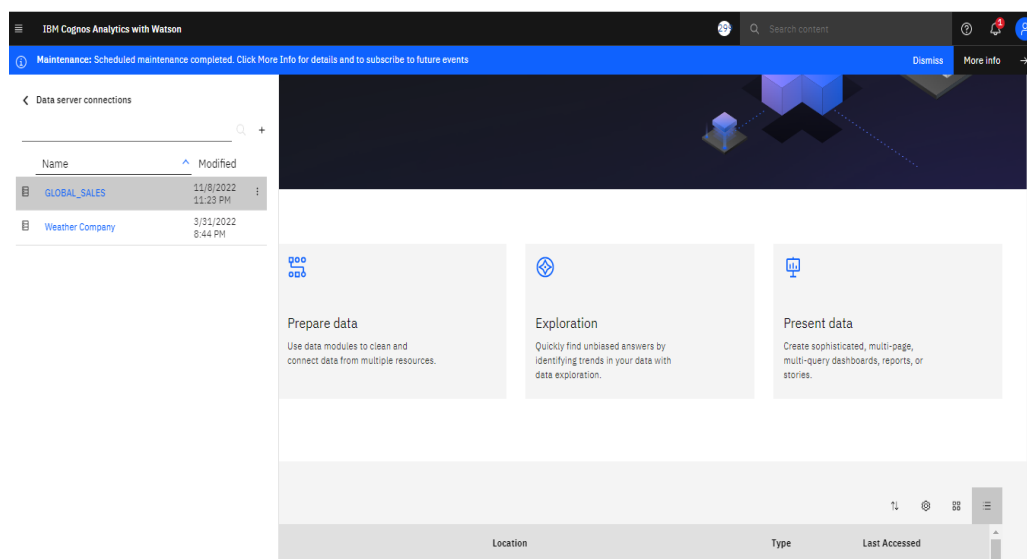 IBM Cognos Analytics with Watson
Search content
1
Maintenance: Scheduled maintenance completed. Click More Info for details and to subscribe to future events
Dismiss
More info
Data server connections
Name
Modified
GLOBAL_SALES
11/8/2022
11:23 PM
Weather Company
3/31/2022
8:44 PM
Prepare data
Use data modules to clean and
connect data from multiple resources.
Exploration
Quickly find unbiased answers by
identifying trends in your data with
data exploration.
Present data
Create sophisticated, multi-page,
multi-query dashboards, reports, or
stories.
Location
Type
Last Accessed